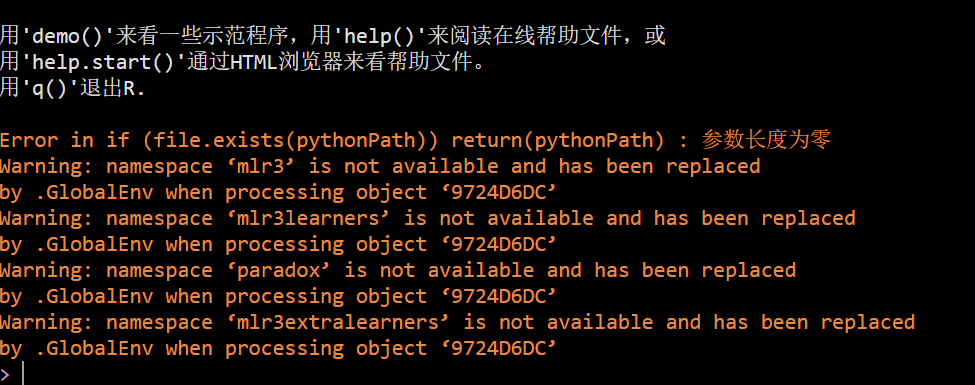 用'demo()'来看一些示范程序，用'help()'来阅读在线帮助文件，或
用'help.start()'通过HTML浏览器来看帮助文件。
用'q()'退出R.
Error in if (file.exists(pythonPath)) return(pythonPath) : 参数长度为零
Warning: namespace ‘mlr3’ is not available and has been replaced
by .GlobalEnv when processing object ‘9724D6DC’
Warning: namespace ‘mlr3learners’ is not available and has been replaced
by .GlobalEnv when processing object ‘9724D6DC’
Warning: namespace ‘paradox’ is not available and has been replaced
by .GlobalEnv when processing object ‘9724D6DC’
Warning: namespace ‘mlr3extralearners’ is not available and has been replaced
by .GlobalEnv when processing object ‘9724D6DC’
>